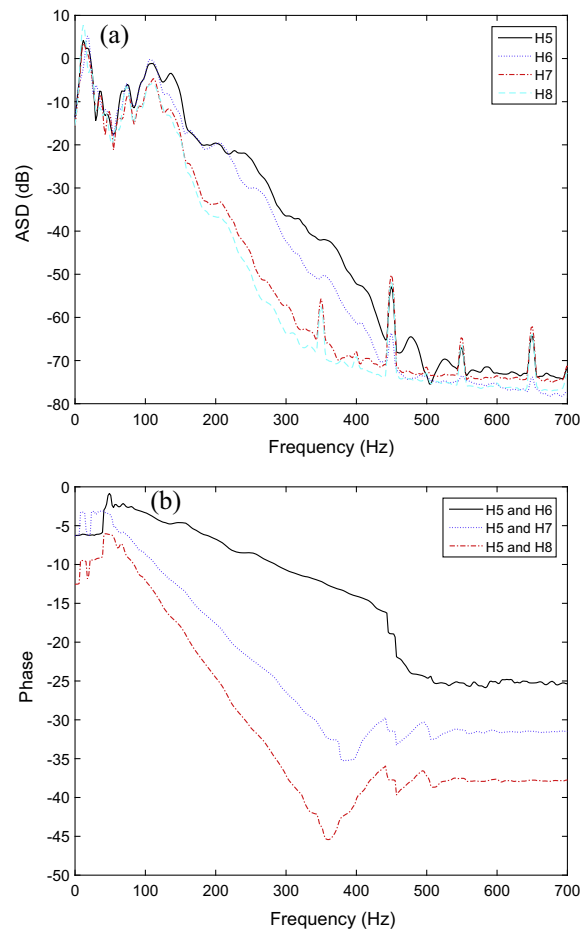 (a)
H5
H6
H7
H8
10
0
-10
-20
-30
-40
-50
-60
-70
-80
ASD (dB)
0 100 200 300 400 500 600 700
Frequency (Hz)
(b)
H5 and H6
H5 and H7
H5 and H8
0
-5
-10
-15
-20
-25
-30
-35
-40
-45
-50
Phase
0 100 200 300 400 500 600 700
Frequency (Hz)